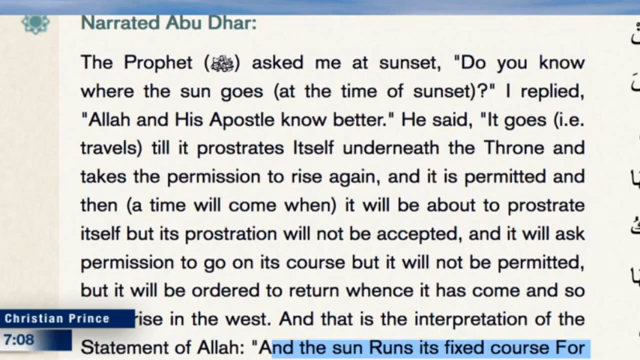 Narrated Abu Dhar:
The Prophet (ﷺ) asked me at sunset, "Do you know
where the sun goes (at the time of sunset)?" I replied,
"Allah and His Apostle know better." He said, "It goes (i.e.
travels) till it prostrates Itself underneath the Throne and
takes the permission to rise again, and it is permitted and
then (a time will come when) it will be about to prostrate
itself but its prostration will not be accepted, and it will ask
permission to go on its course but it will not be permitted,
but it will be ordered to return whence it has come and so
rise in the west. And that is the interpretation of the
Statement of Allah: "And the sun Runs its fixed course For
Christian Prince
7:08